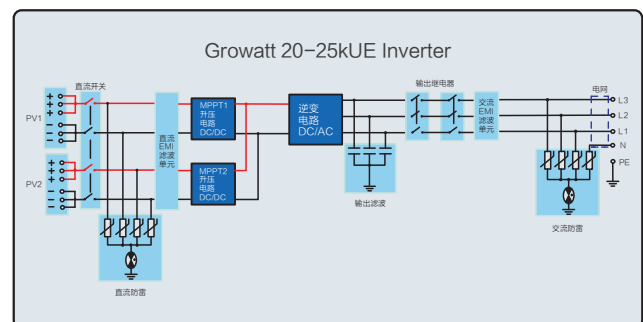 Growatt 20-25kUE Inverter
直流开关
PV1
PV2
直流
EMI
滤波
单元
MPPT1
升压
电路
DC/DC
MPPT2
升压
电路
DC/DC
逆变
电路
DC/AC
输出继电器
交流
EMI
滤波
单元
电网
L3
L2
L1
N
PE
输出滤波
直流防雷
交流防雷